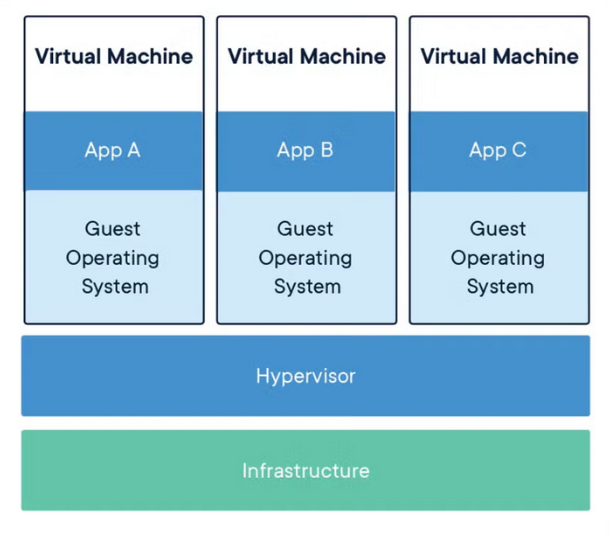 Virtual Machine
Virtual Machine
Virtual Machine
App A
App B
App C
Guest
Operating
System
Guest
Operating
System
Guest
Operating
System
Hypervisor
Infrastructure